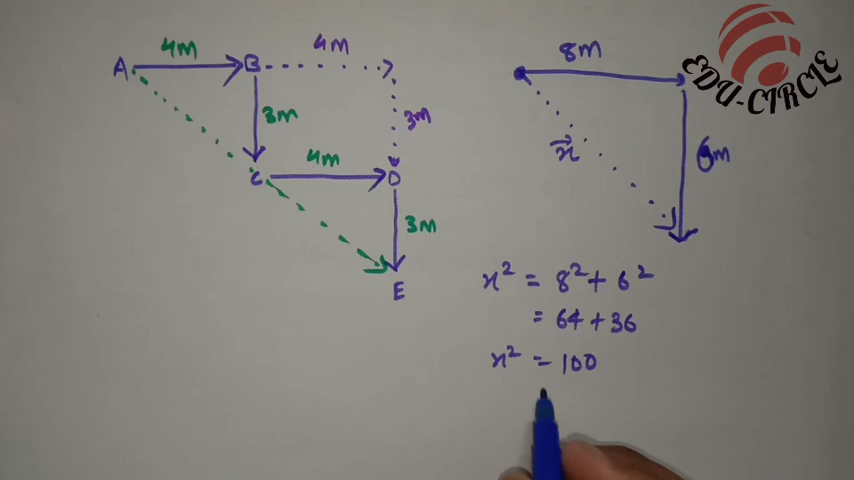 4m
4m
A
B
3m
3m
4m
C
D
3m
E
8m
x
6m
x² = 8² + 6²
= 64 + 36
x² = 100
EDU-CIRCLE